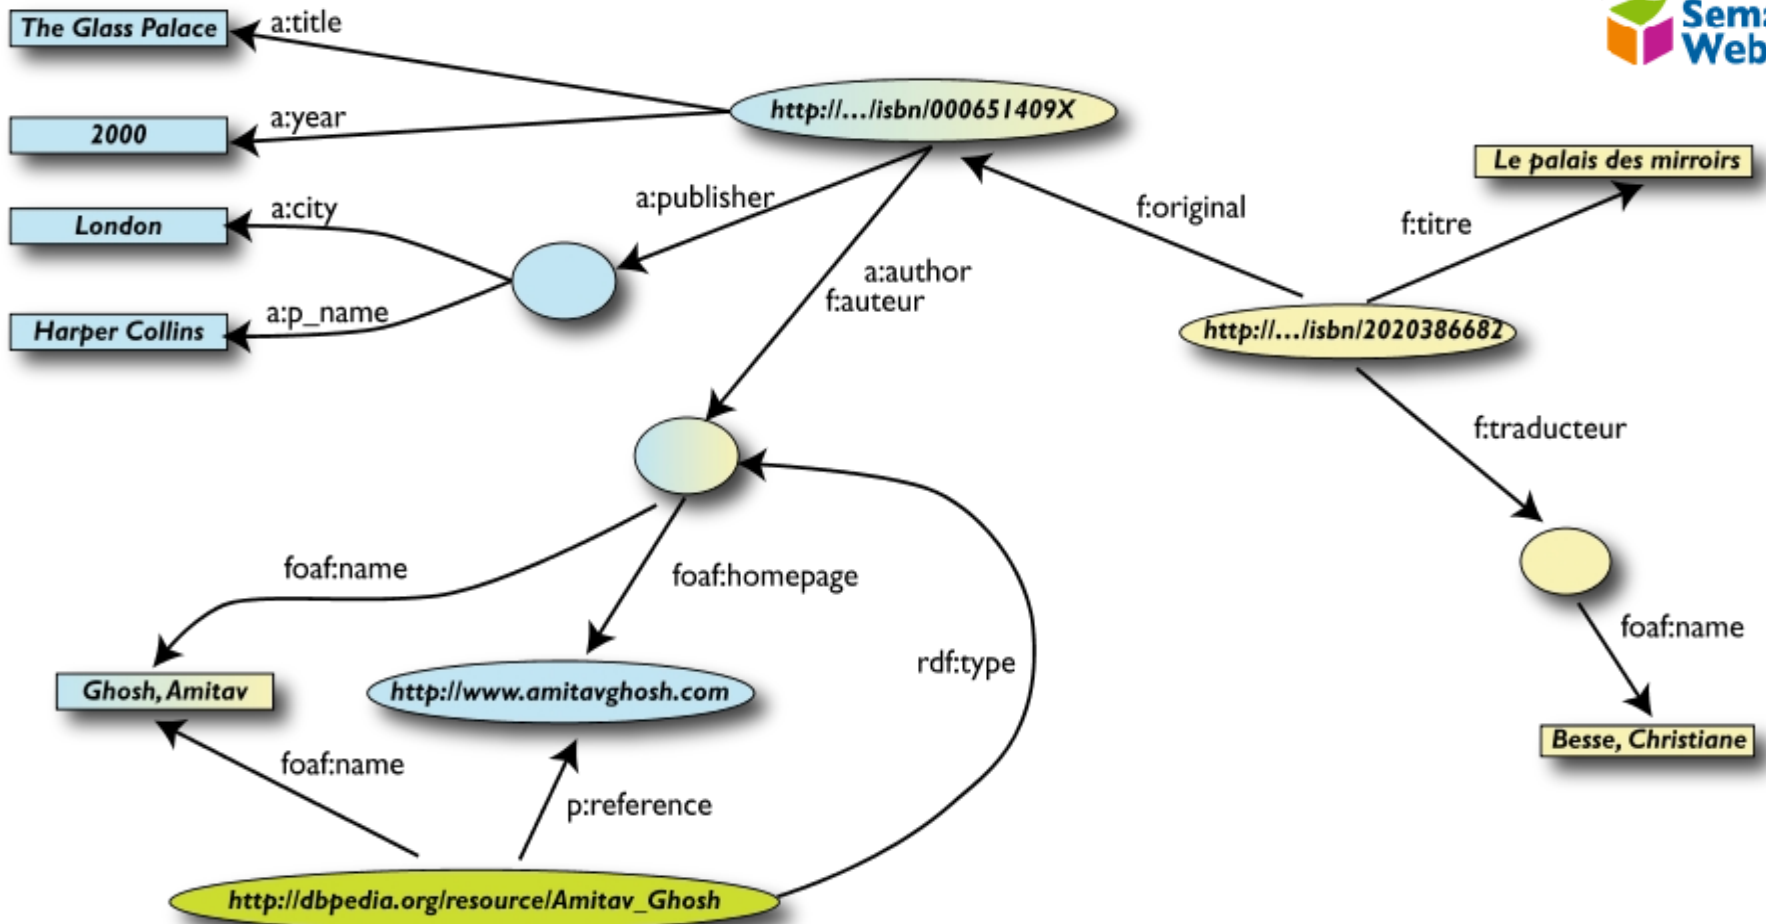 The Glass Palace
a:title
Web
http://…/isbn/000651409X
2000
a:year
Le palais des mirroirs
a:publisher
f:original
f:titre
London
a:city
a:author
f:auteur
Harper Collins
a:p_name
http://…/isbn/2020386682
f:traducteur
foaf:name
foaf:homepage
foaf:name
rdf:type
Ghosh, Amitav
http://www.amitavghosh.com
Besse, Christiane
foaf:name
p:reference
http://dbpedia.org/resource/Amitav_Ghosh